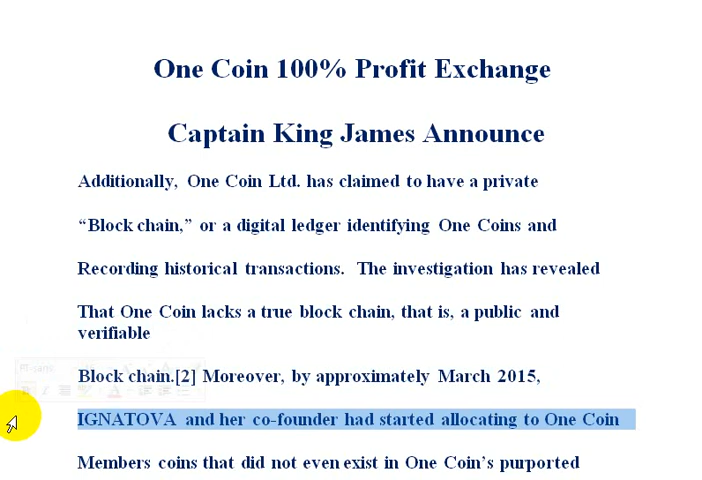 One Coin 100% Profit Exchange
Captain King James Announce
Additionally, One Coin Ltd. has claimed to have a private
“Block chain,” or a digital ledger identifying One Coins and
Recording historical transactions. The investigation has revealed
That One Coin lacks a true block chain, that is, a public and
verifiable
Block chain.[2] Moreover, by approximately March 2015,
IGNATOVA and her co-founder had started allocating to One Coin
Members coins that did not even exist in One Coin’s purported